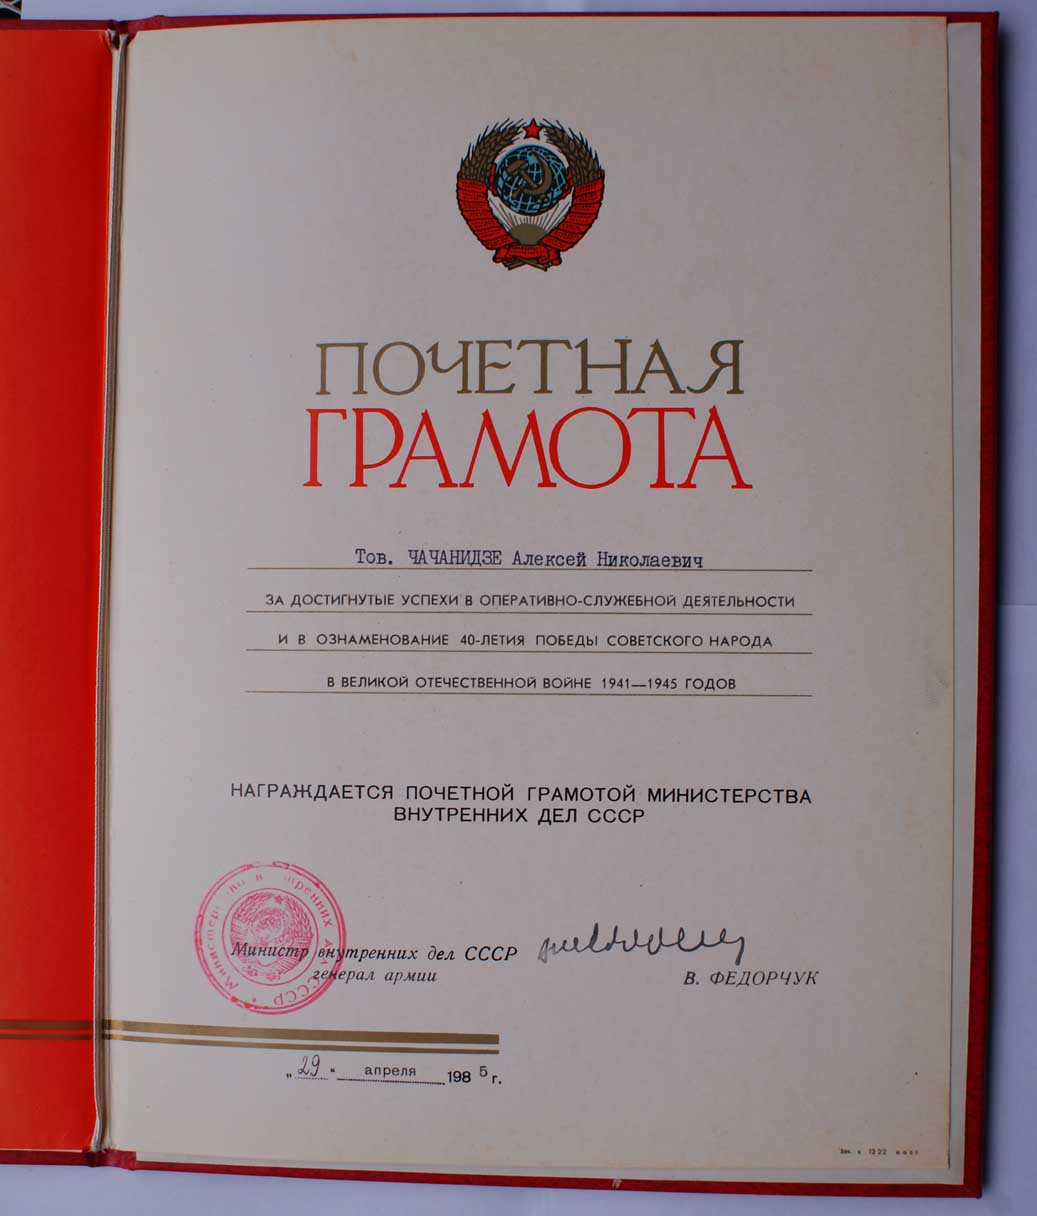 ПОЧЕТНАЯ
ГРАМОТА
Тов. ЧАЧАНИДЗЕ Алексей Николаевич
ЗА ДОСТИГНУТЫЕ УСПЕХИ В ОПЕРАТИВНО-СЛУЖЕБНОЙ ДЕЯТЕЛЬНОСТИ
И В ОЗНАМЕНОВАНИЕ 40-ЛЕТИЯ ПОБЕДЫ СОВЕТСКОГО НАРОДА
В ВЕЛИКОЙ ОТЕЧЕСТВЕННОЙ ВОЙНЕ 1941—1945 ГОДОВ
НАГРАЖДАЕТСЯ ПОЧЕТНОЙ ГРАМОТОЙ МИНИСТЕРСТВА
ВНУТРЕННИХ ДЕЛ СССР
Министр внутренних дел СССР
генерал армии
В. ФЕДОРЧУК
„29“ апреля 1985 г.